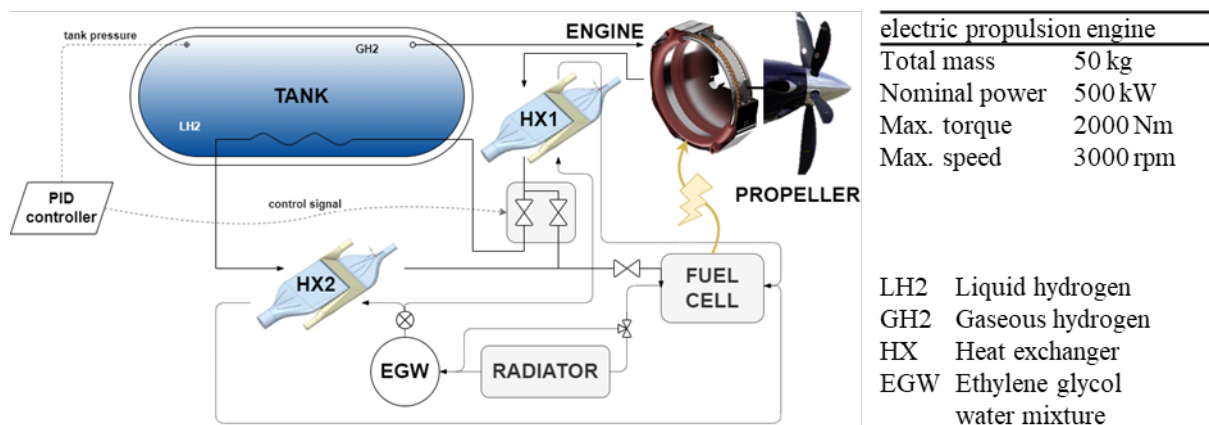 tank pressure
GH2
ENGINE
TANK
LH2
HX1
PID
controller
control signal
PROPELLER
HX2
FUEL
CELL
EGW
RADIATOR
electric propulsion engine
Total mass 50 kg
Nominal power 500 kW
Max. torque 2000 Nm
Max. speed 3000 rpm
LH2 Liquid hydrogen
GH2 Gaseous hydrogen
HX Heat exchanger
EGW Ethylene glycol
water mixture